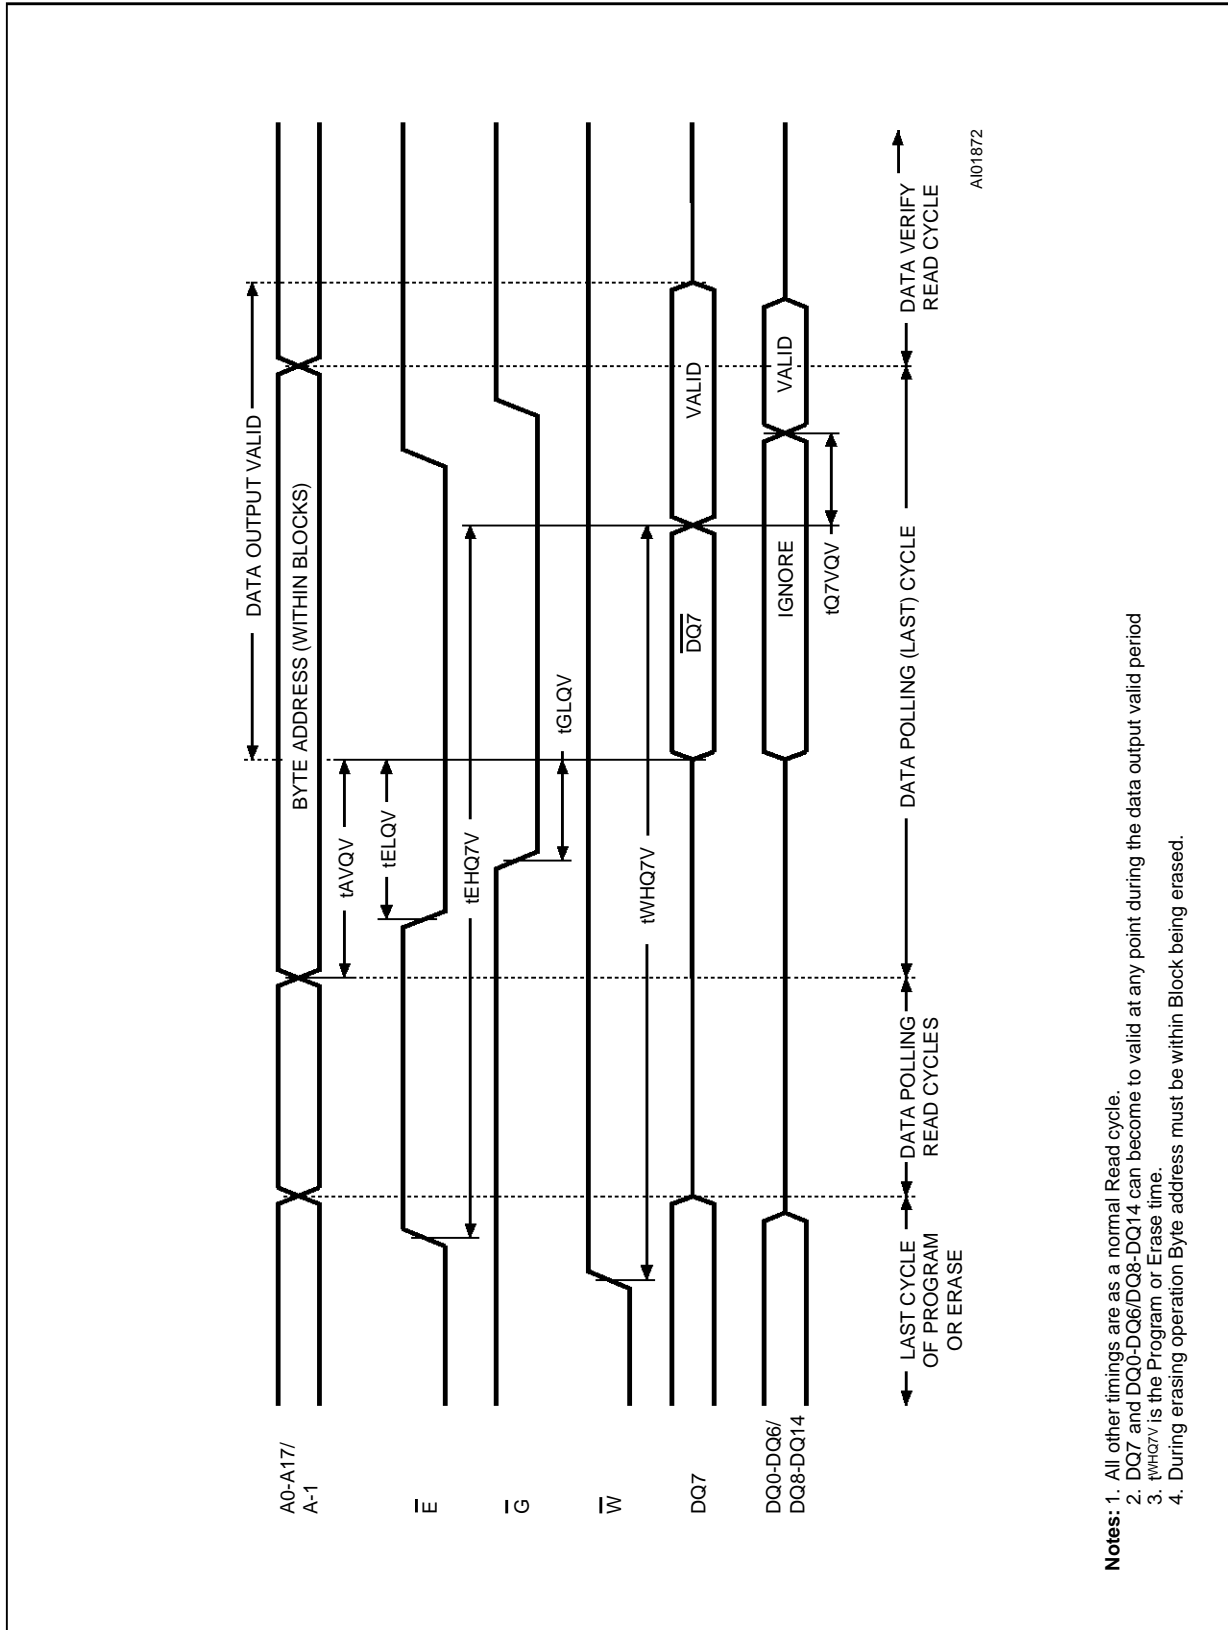 DATA OUTPUT VALID
A0-A17/
A-1
BYTE ADDRESS (WITHIN BLOCKS)
tAVQV
tELQV
E̅
tEHQ7V
G̅
tGLQV
W̅
tWHQ7V
DQ7
D̅Q̅7̅
VALID
DQ0-DQ6/
DQ8-DQ14
IGNORE
VALID
tQ7VQV
LAST CYCLE
OF PROGRAM
OR ERASE
DATA POLLING
READ CYCLES
DATA POLLING (LAST) CYCLE
DATA VERIFY
READ CYCLE
AI01872
Notes: 1. All other timings are as a normal Read cycle.
2. DQ7 and DQ0-DQ6/DQ8-DQ14 can become to valid at any point during the data output valid period
3. tWHQ7V is the Program or Erase time.
4. During erasing operation Byte address must be within Block being erased.